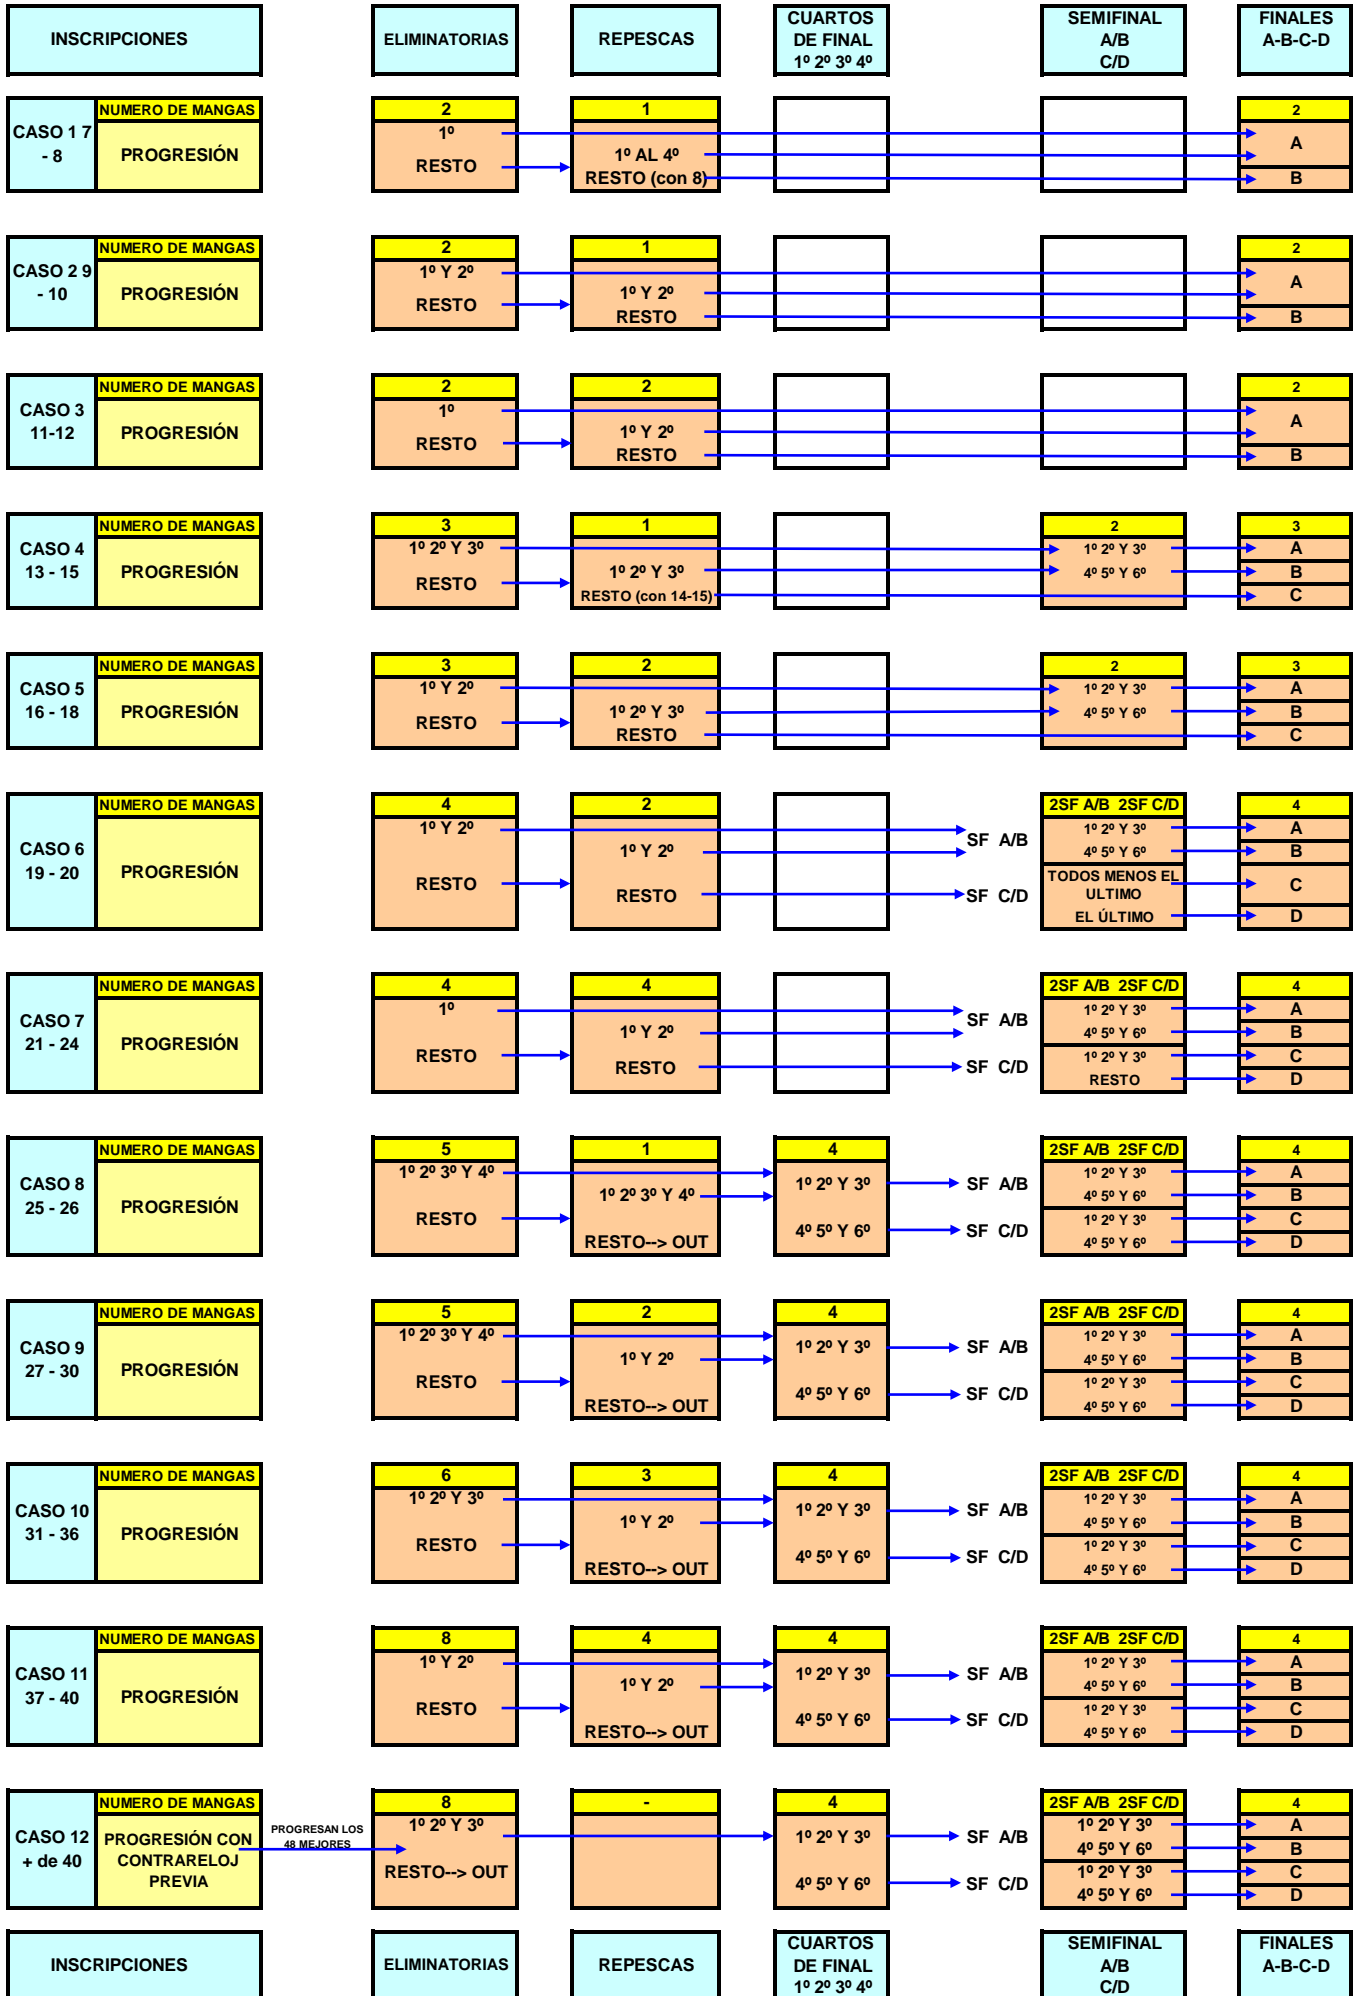 INSCRIPCIONES
ELIMINATORIAS
REPESCAS
CUARTOS
DE FINAL
1º 2º 3º 4º
SEMIFINAL
A/B
C/D
FINALES
A-B-C-D
CASO 1 7
- 8
NUMERO DE MANGAS
PROGRESIÓN
2
1º
RESTO
1
1º AL 4º
RESTO (con 8)
2
A
B
CASO 2 9
- 10
NUMERO DE MANGAS
PROGRESIÓN
2
1º Y 2º
RESTO
1
1º Y 2º
RESTO
2
A
B
CASO 3
11-12
NUMERO DE MANGAS
PROGRESIÓN
2
1º
RESTO
2
1º Y 2º
RESTO
2
A
B
CASO 4
13 - 15
NUMERO DE MANGAS
PROGRESIÓN
3
1º 2º Y 3º
RESTO
1
1º 2º Y 3º
RESTO (con 14-15)
2
1º 2º Y 3º
4º 5º Y 6º
3
A
B
C
CASO 5
16 - 18
NUMERO DE MANGAS
PROGRESIÓN
3
1º Y 2º
RESTO
2
1º 2º Y 3º
RESTO
2
1º 2º Y 3º
4º 5º Y 6º
3
A
B
C
CASO 6
19 - 20
NUMERO DE MANGAS
PROGRESIÓN
4
1º Y 2º
RESTO
2
1º Y 2º
RESTO
SF A/B
SF C/D
2SF A/B 2SF C/D
1º 2º Y 3º
4º 5º Y 6º
TODOS MENOS EL
ULTIMO
EL ÚLTIMO
4
A
B
C
D
CASO 7
21 - 24
NUMERO DE MANGAS
PROGRESIÓN
4
1º
RESTO
4
1º Y 2º
RESTO
SF A/B
SF C/D
2SF A/B 2SF C/D
1º 2º Y 3º
4º 5º Y 6º
1º 2º Y 3º
RESTO
4
A
B
C
D
CASO 8
25 - 26
NUMERO DE MANGAS
PROGRESIÓN
5
1º 2º 3º Y 4º
RESTO
1
1º 2º 3º Y 4º
RESTO--> OUT
4
1º 2º Y 3º
4º 5º Y 6º
SF A/B
SF C/D
2SF A/B 2SF C/D
1º 2º Y 3º
4º 5º Y 6º
1º 2º Y 3º
4º 5º Y 6º
4
A
B
C
D
CASO 9
27 - 30
NUMERO DE MANGAS
PROGRESIÓN
5
1º 2º 3º Y 4º
RESTO
2
1º Y 2º
RESTO--> OUT
4
1º 2º Y 3º
4º 5º Y 6º
SF A/B
SF C/D
2SF A/B 2SF C/D
1º 2º Y 3º
4º 5º Y 6º
1º 2º Y 3º
4º 5º Y 6º
4
A
B
C
D
CASO 10
31 - 36
NUMERO DE MANGAS
PROGRESIÓN
6
1º 2º Y 3º
RESTO
3
1º Y 2º
RESTO--> OUT
4
1º 2º Y 3º
4º 5º Y 6º
SF A/B
SF C/D
2SF A/B 2SF C/D
1º 2º Y 3º
4º 5º Y 6º
1º 2º Y 3º
4º 5º Y 6º
4
A
B
C
D
CASO 11
37 - 40
NUMERO DE MANGAS
PROGRESIÓN
8
1º Y 2º
RESTO
4
1º Y 2º
RESTO--> OUT
4
1º 2º Y 3º
4º 5º Y 6º
SF A/B
SF C/D
2SF A/B 2SF C/D
1º 2º Y 3º
4º 5º Y 6º
1º 2º Y 3º
4º 5º Y 6º
4
A
B
C
D
CASO 12
+ de 40
NUMERO DE MANGAS
PROGRESIÓN CON
CONTRARELOJ
PREVIA
PROGRESAN LOS
48 MEJORES
8
1º 2º Y 3º
RESTO--> OUT
-
4
1º 2º Y 3º
4º 5º Y 6º
SF A/B
SF C/D
2SF A/B 2SF C/D
1º 2º Y 3º
4º 5º Y 6º
1º 2º Y 3º
4º 5º Y 6º
4
A
B
C
D
INSCRIPCIONES
ELIMINATORIAS
REPESCAS
CUARTOS
DE FINAL
1º 2º 3º 4º
SEMIFINAL
A/B
C/D
FINALES
A-B-C-D